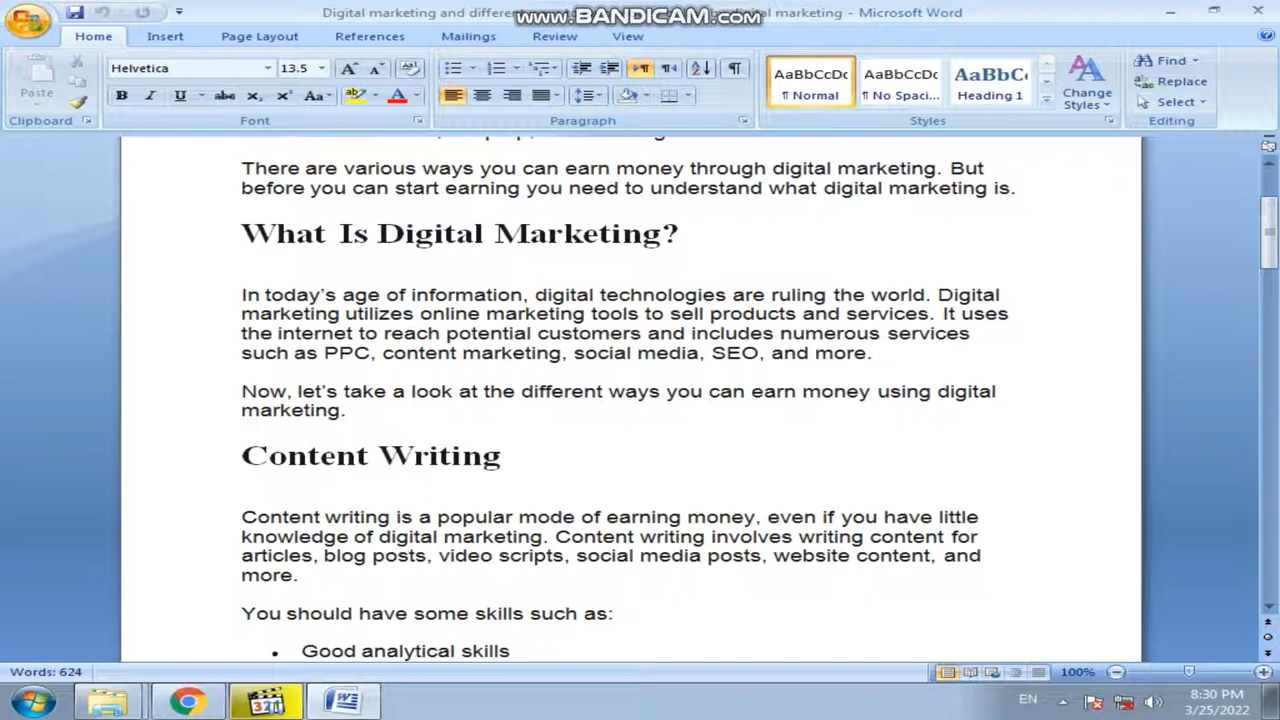 Digital marketing and different digital marketing - Microsoft Word
www.BANDICAM.com
Home Insert Page Layout References Mailings Review View
Paste
Clipboard
Helvetica 13.5
Font
Paragraph
AaBbCcDc AaBbCcDc AaBbC
¶ Normal ¶ No Spaci... Heading 1
Change Styles
Styles
Find
Replace
Select
Editing
There are various ways you can earn money through digital marketing. But
before you can start earning you need to understand what digital marketing is.
What Is Digital Marketing?
In today’s age of information, digital technologies are ruling the world. Digital
marketing utilizes online marketing tools to sell products and services. It uses
the internet to reach potential customers and includes numerous services
such as PPC, content marketing, social media, SEO, and more.
Now, let’s take a look at the different ways you can earn money using digital
marketing.
Content Writing
Content writing is a popular mode of earning money, even if you have little
knowledge of digital marketing. Content writing involves writing content for
articles, blog posts, video scripts, social media posts, website content, and
more.
You should have some skills such as:
• Good analytical skills
Words: 624
100%
EN
8:30 PM
3/25/2022